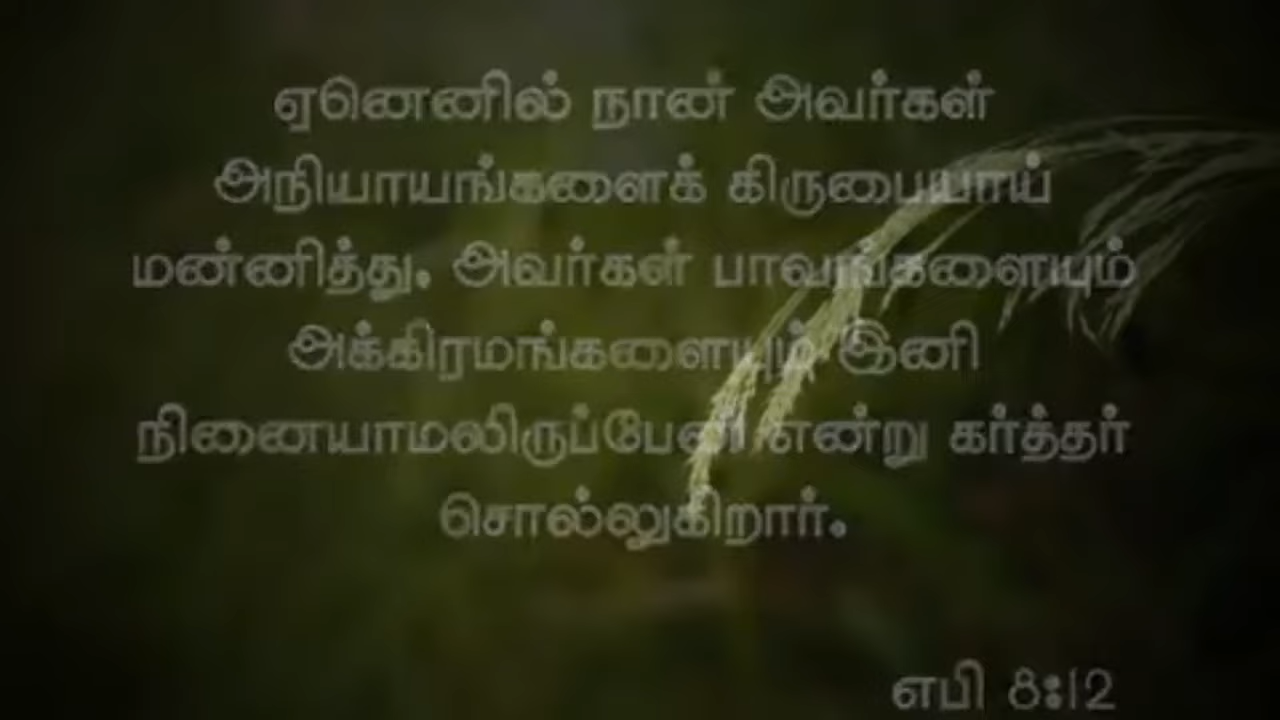 ஏனெனில் நான் அவர்கள்
அநியாயங்களைக் கிருபையாய்
மன்னித்து, அவர்கள் பாவங்களையும்
அக்கிரமங்களையும் இனி
நினையாமலிருப்பேன் என்று கர்த்தர்
சொல்லுகிறார்.
எபி 8:12